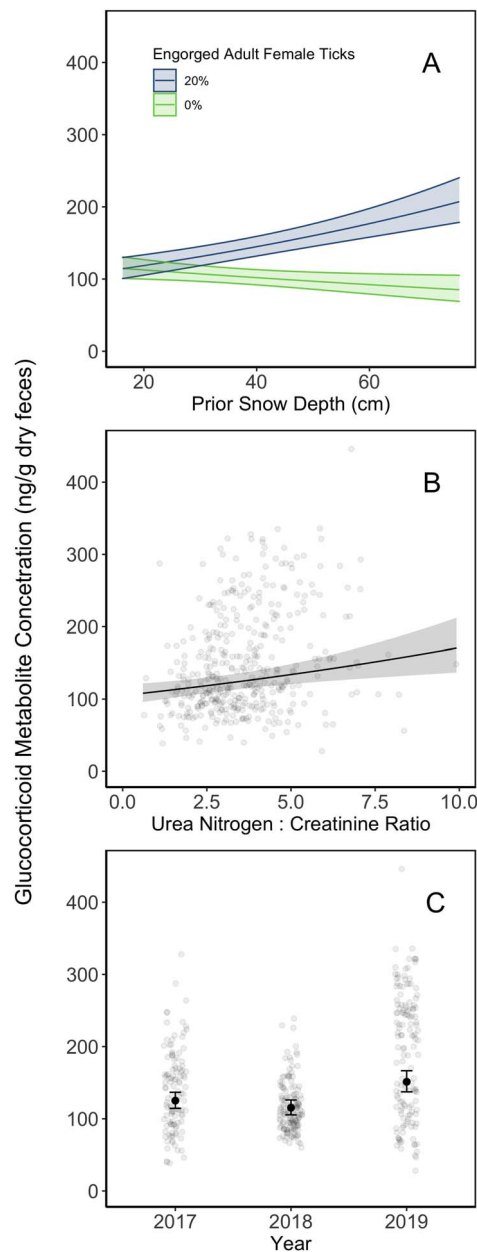 Glucocorticoid Metabolite Concetration (ng/g dry feces)
A
Engorged Adult Female Ticks
20%
0%
400
300
200
100
0
20 40 60
Prior Snow Depth (cm)
B
400
300
200
100
0
0.0 2.5 5.0 7.5 10.0
Urea Nitrogen : Creatinine Ratio
C
400
300
200
100
0
2017 2018 2019
Year